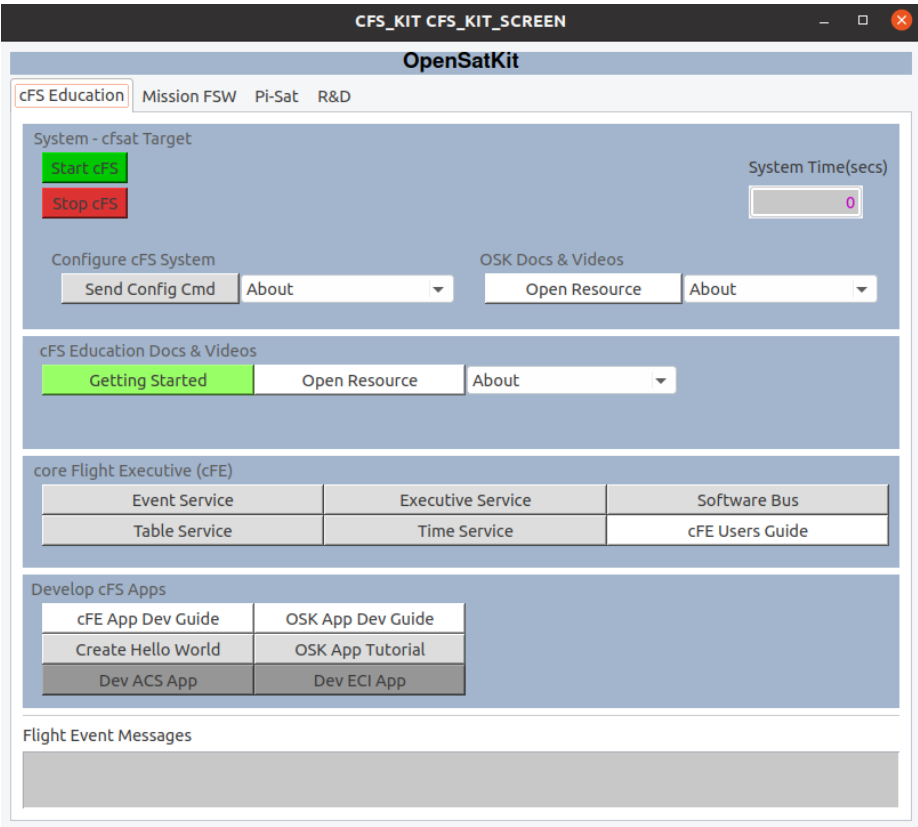 CFS_KIT CFS_KIT_SCREEN
OpenSatKit
cFS Education Mission FSW Pi-Sat R&D
System - cfsat Target
Start cFS
System Time(secs)
Stop cFS
0
Configure cFS System OSK Docs & Videos
Send Config Cmd About Open Resource About
cFS Education Docs & Videos
Getting Started Open Resource About
core Flight Executive (cFE)
Event Service Executive Service Software Bus
Table Service Time Service cFE Users Guide
Develop cFS Apps
cFE App Dev Guide OSK App Dev Guide
Create Hello World OSK App Tutorial
Dev ACS App Dev ECI App
Flight Event Messages